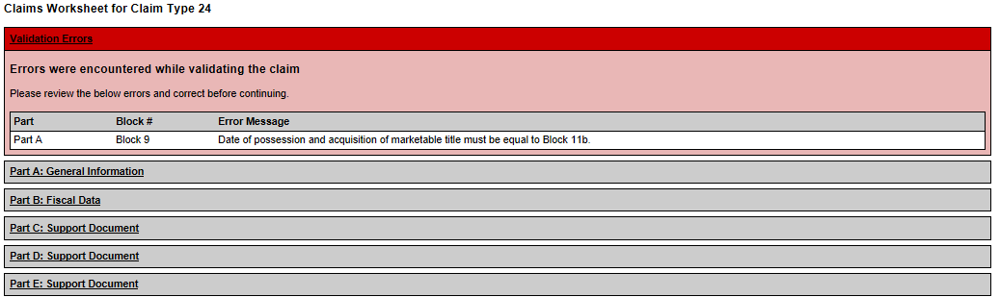 Claims Worksheet for Claim Type 24
Validation Errors
Errors were encountered while validating the claim
Please review the below errors and correct before continuing.
Part Block # Error Message
Part A Block 9 Date of possession and acquisition of marketable title must be equal to Block 11b.
Part A: General Information
Part B: Fiscal Data
Part C: Support Document
Part D: Support Document
Part E: Support Document